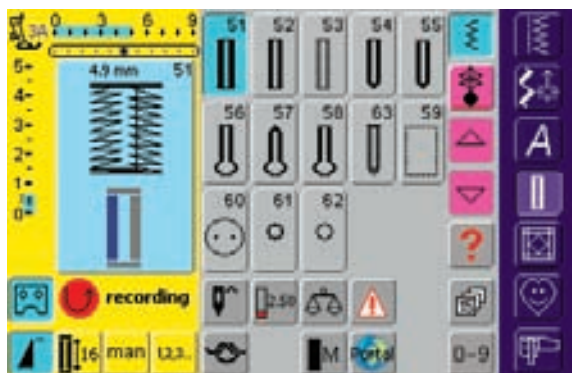 3A 0 3 6 9
4.9 mm 51
5
4
3
2
1
0
51 52 53 54 55
56 57 58 63 59
60 61 62
A
?
recording
2.50
16 man 1,2,3..
M Portal 0-9